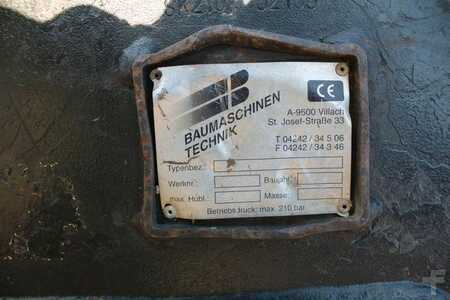 BAUMASCHINEN
TECHNIK
CE
A-9500 Villach
St. Josef-Straße 33
T 04242 / 34 5 06
F 04242 / 34 3 46
Typenbez.:
Werknr.: Baujahr:
max. Hubl.: Masse:
Betriebsdruck: max. 210 bar